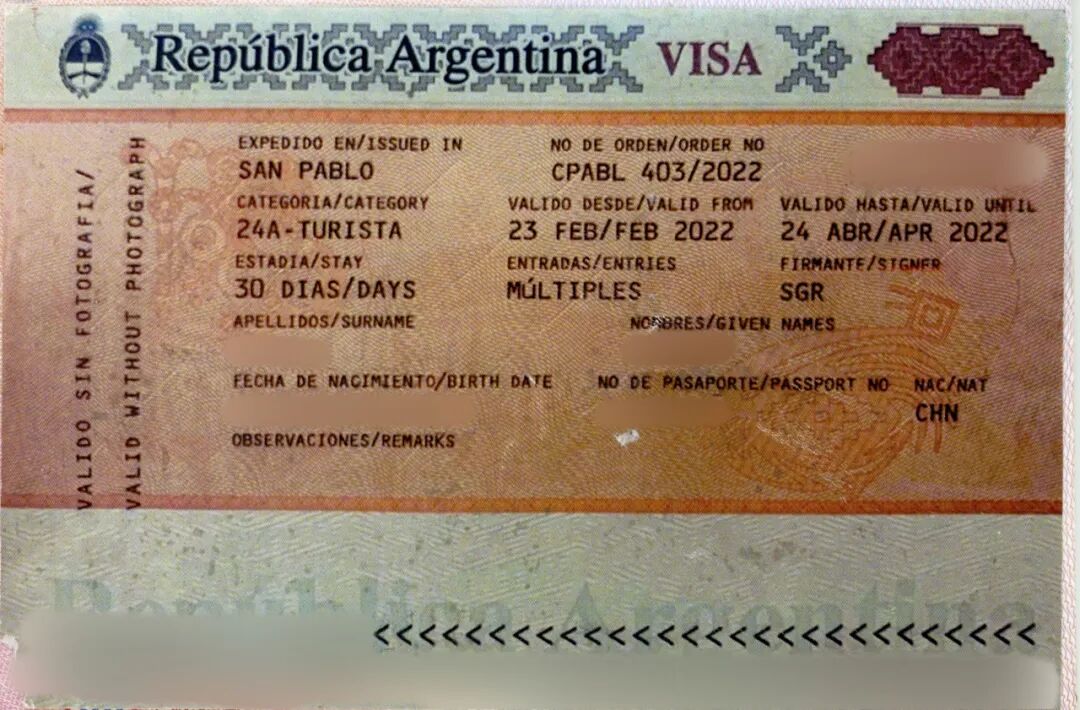 República Argentina VISA
EXPEDIDO EN/ISSUED IN NO DE ORDEN/ORDER NO
SAN PABLO CPABL 403/2022
CATEGORIA/CATEGORY VALIDO DESDE/VALID FROM VALIDO HASTA/VALID UNTIL
24A-TURISTA 23 FEB/FEB 2022 24 ABR/APR 2022
ESTADIA/STAY ENTRADAS/ENTRIES FIRMANTE/SIGNER
30 DIAS/DAYS MÚLTIPLES SGR
APELLIDOS/SURNAME NOMBRES/GIVEN NAMES
FECHA DE NACIMIENTO/BIRTH DATE NO DE PASAPORTE/PASSPORT NO NAC/NAT
CHN
OBSERVACIONES/REMARKS
VALIDO SIN FOTOGRAFIA/
VALID WITHOUT PHOTOGRAPH
República Argentina
<<<<<<<<<<<<<<<<<<<<<<<<<<<<<